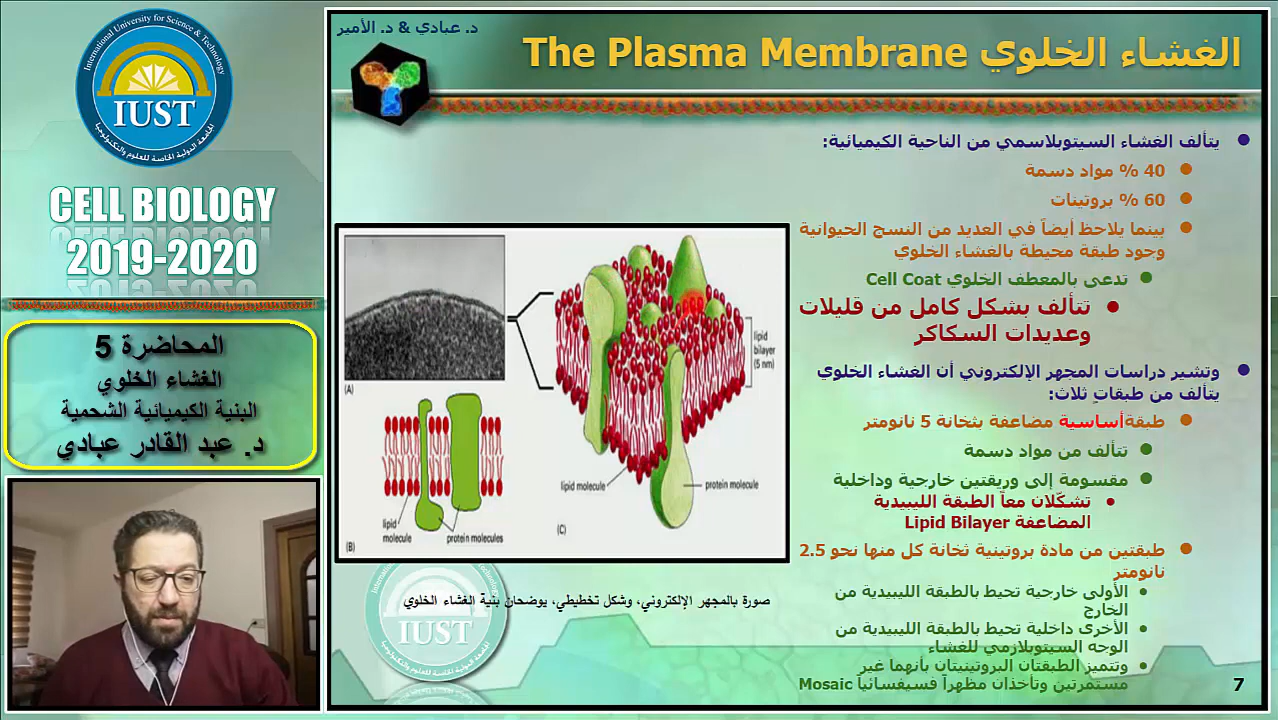 International University for Science & Technology
IUST
الجامعة الدولية الخاصة للعلوم والتكنولوجيا
CELL BIOLOGY
2019-2020
المحاضرة 5
الغشاء الخلوي
البنية الكيميائية الشحمية
د. عبد القادر عبادي
د. عبادي & د. الأمير
الغشاء الخلوي The Plasma Membrane
يتألف الغشاء السيتوبلاسمي من الناحية الكيميائية:
40 % مواد دسمة
60 % بروتينات
بينما يلاحظ أيضاً في العديد من النسج الحيوانية
وجود طبقة محيطة بالغشاء الخلوي
تدعى بالمعطف الخلوي Cell Coat
تتألف بشكل كامل من قليلات
وعديدات السكاكر
وتشير دراسات المجهر الإلكتروني أن الغشاء الخلوي
يتألف من طبقاتٍ ثلاث:
طبقة أساسية مضاعفة بثخانة 5 نانومتر
تتألف من مواد دسمة
مقسومة إلى وريقتين خارجية وداخلية
تشكّلان معاً الطبقة الليبيدية
المضاعفة Lipid Bilayer
طبقتين من مادة بروتينية ثخانة كل منها نحو 2.5
نانومتر
الأولى خارجية تحيط بالطبقة الليبيدية من
الخارج
الأخرى داخلية تحيط بالطبقة الليبيدية من
الوجه السيتوبلازمي للغشاء
وتتميز الطبقتان البروتينيتان بأنهما غير
مستمرتين وتأخذان مظهراً فسيفسائياً Mosaic
(A)
lipid
bilayer
(5 nm)
lipid molecule
protein molecule
(C)
lipid
molecule
protein molecules
(B)
صورة بالمجهر الإلكتروني، وشكل تخطيطي، يوضحان بنية الغشاء الخلوي
IUST
7